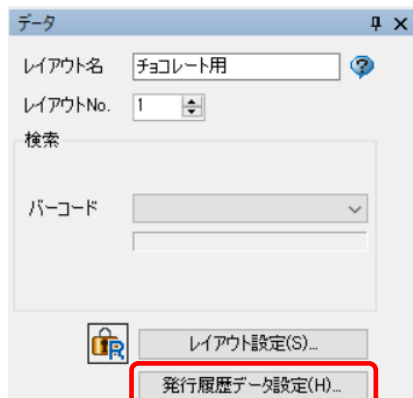 データ
レイアウト名 チョコレート用
レイアウトNo. 1
検索
バーコード
R
レイアウト設定(S)...
発行履歴データ設定(H)...